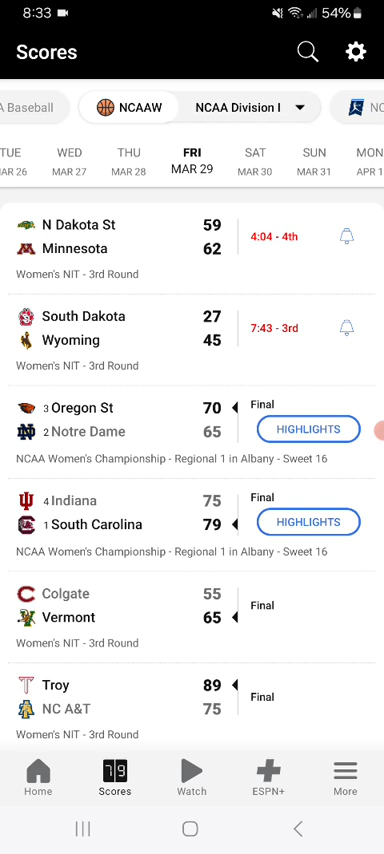 8:33 54%
Scores
A Baseball NCAAW NCAA Division I NC
TUE WED THU FRI SAT SUN MON
AR 26 MAR 27 MAR 28 MAR 29 MAR 30 MAR 31 APR 1
N Dakota St 59
Minnesota 62
4:04 - 4th
Women's NIT - 3rd Round
South Dakota 27
Wyoming 45
7:43 - 3rd
Women's NIT - 3rd Round
3 Oregon St 70
2 Notre Dame 65
Final
HIGHLIGHTS
NCAA Women's Championship - Regional 1 in Albany - Sweet 16
4 Indiana 75
1 South Carolina 79
Final
HIGHLIGHTS
NCAA Women's Championship - Regional 1 in Albany - Sweet 16
Colgate 55
Vermont 65
Final
Women's NIT - 3rd Round
Troy 89
NC A&T 75
Final
Women's NIT - 3rd Round
79
Home Scores Watch ESPN+ More